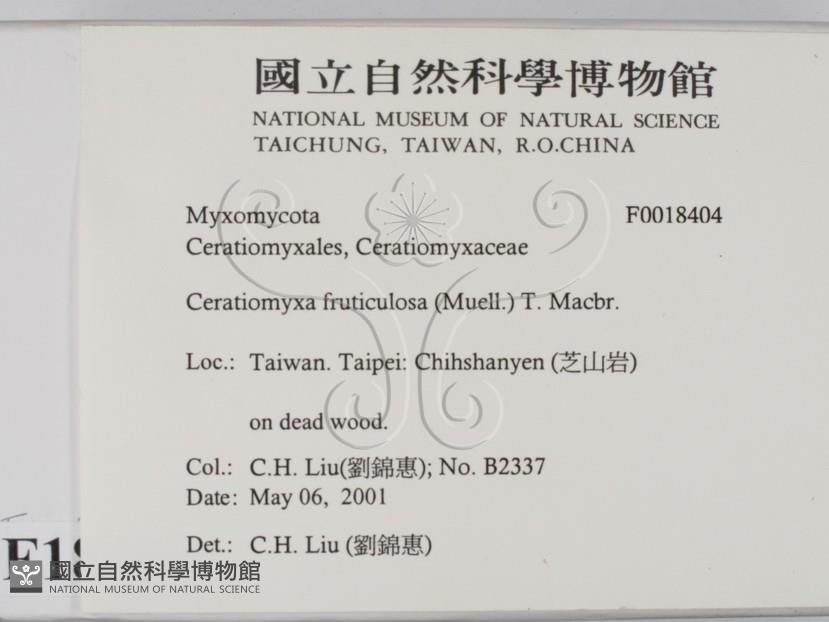 國立自然科學博物館
NATIONAL MUSEUM OF NATURAL SCIENCE
TAICHUNG, TAIWAN, R.O.CHINA
Myxomycota F0018404
Ceratiomyxales, Ceratiomyxaceae
Ceratiomyxa fruticulosa (Muell.) T. Macbr.
Loc.: Taiwan. Taipei: Chihshanyen (芝山岩)
on dead wood.
Col.: C.H. Liu(劉錦惠); No. B2337
Date: May 06, 2001
Det.: C.H. Liu (劉錦惠)
國立自然科學博物館
NATIONAL MUSEUM OF NATURAL SCIENCE